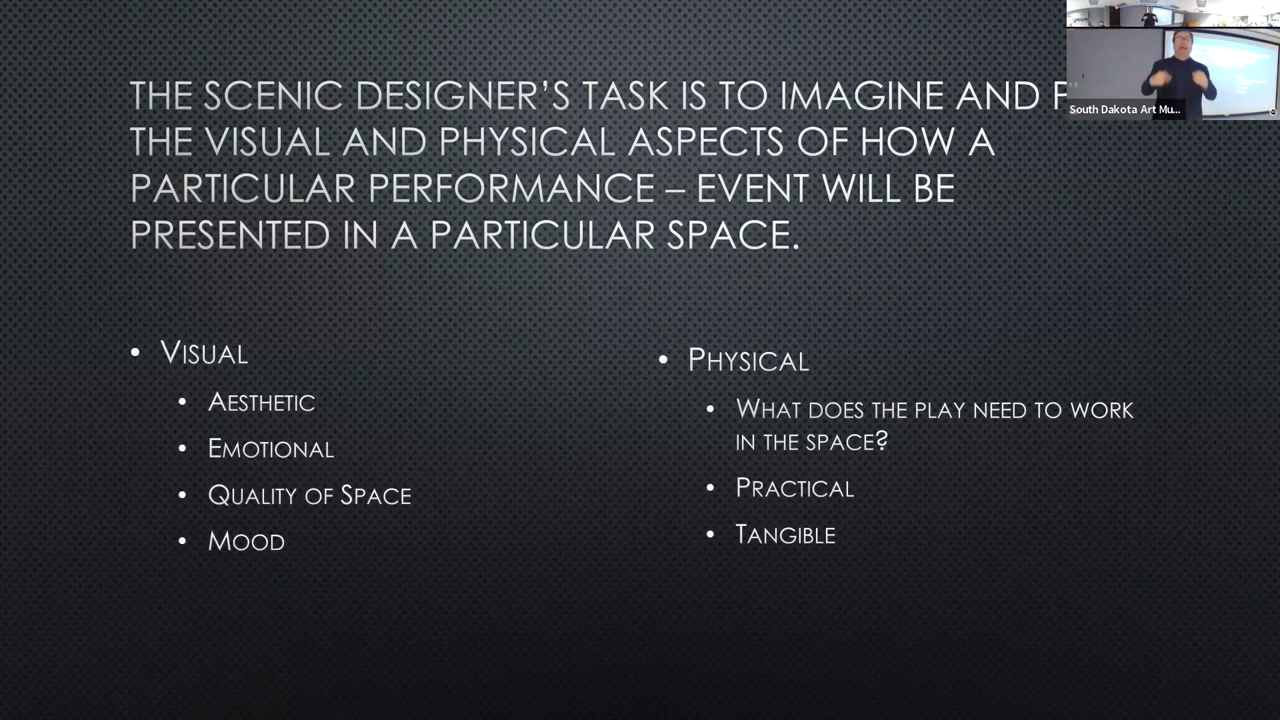 THE SCENIC DESIGNER’S TASK IS TO IMAGINE AND
THE VISUAL AND PHYSICAL ASPECTS OF HOW A
PARTICULAR PERFORMANCE – EVENT WILL BE
PRESENTED IN A PARTICULAR SPACE.
South Dakota Art Mu...
• VISUAL
• AESTHETIC
• EMOTIONAL
• QUALITY OF SPACE
• MOOD
• PHYSICAL
• WHAT DOES THE PLAY NEED TO WORK
IN THE SPACE?
• PRACTICAL
• TANGIBLE